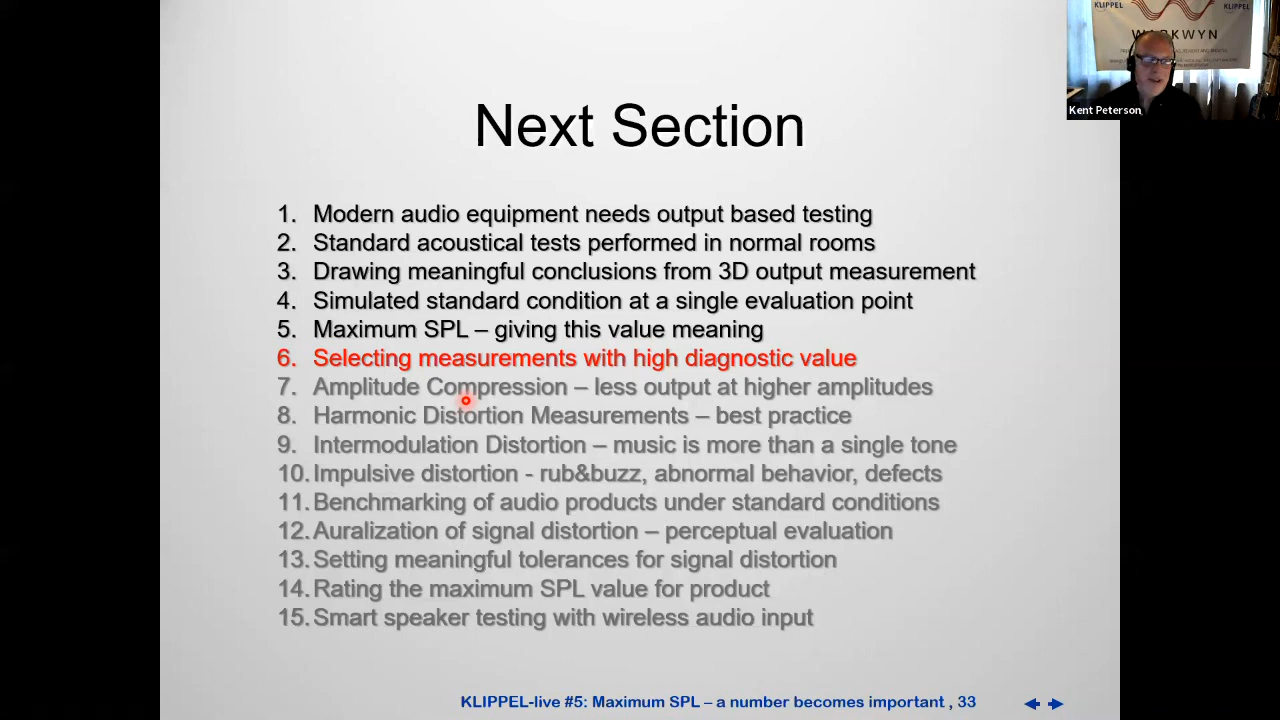 KLIPPEL
KLIPPEL
WARKWYN
Kent Peterson
Next Section
1. Modern audio equipment needs output based testing
2. Standard acoustical tests performed in normal rooms
3. Drawing meaningful conclusions from 3D output measurement
4. Simulated standard condition at a single evaluation point
5. Maximum SPL – giving this value meaning
6. Selecting measurements with high diagnostic value
7. Amplitude Compression – less output at higher amplitudes
8. Harmonic Distortion Measurements – best practice
9. Intermodulation Distortion – music is more than a single tone
10. Impulsive distortion - rub&buzz, abnormal behavior, defects
11. Benchmarking of audio products under standard conditions
12. Auralization of signal distortion – perceptual evaluation
13. Setting meaningful tolerances for signal distortion
14. Rating the maximum SPL value for product
15. Smart speaker testing with wireless audio input
KLIPPEL-live #5: Maximum SPL – a number becomes important , 33